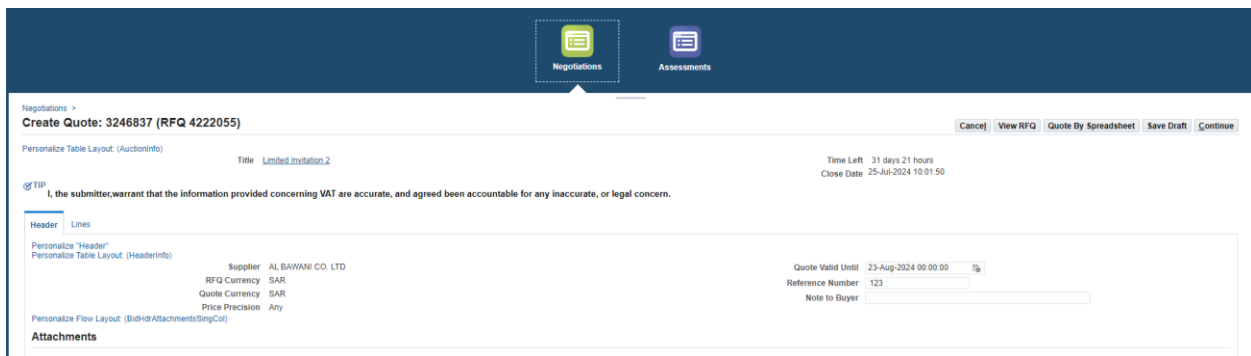 Negotiations
Assessments
Negotiations >
Create Quote: 3246837 (RFQ 4222055)
Cancel View RFQ Quote By Spreadsheet Save Draft Continue
Personalize Table Layout: (AuctionInfo)
Title Limited Invitation 2
Time Left 31 days 21 hours
Close Date 25-Jul-2024 10:01:50
TIP
I, the submitter,warrant that the information provided concerning VAT are accurate, and agreed been accountable for any inaccurate, or legal concern.
Header Lines
Personalize "Header"
Personalize Table Layout: (HeaderInfo)
Supplier AL BAWANI CO. LTD
RFQ Currency SAR
Quote Currency SAR
Price Precision Any
Quote Valid Until 23-Aug-2024 00:00:00
Reference Number 123
Note to Buyer
Personalize Flow Layout: (BidHdrAttachmentsSingCol)
Attachments